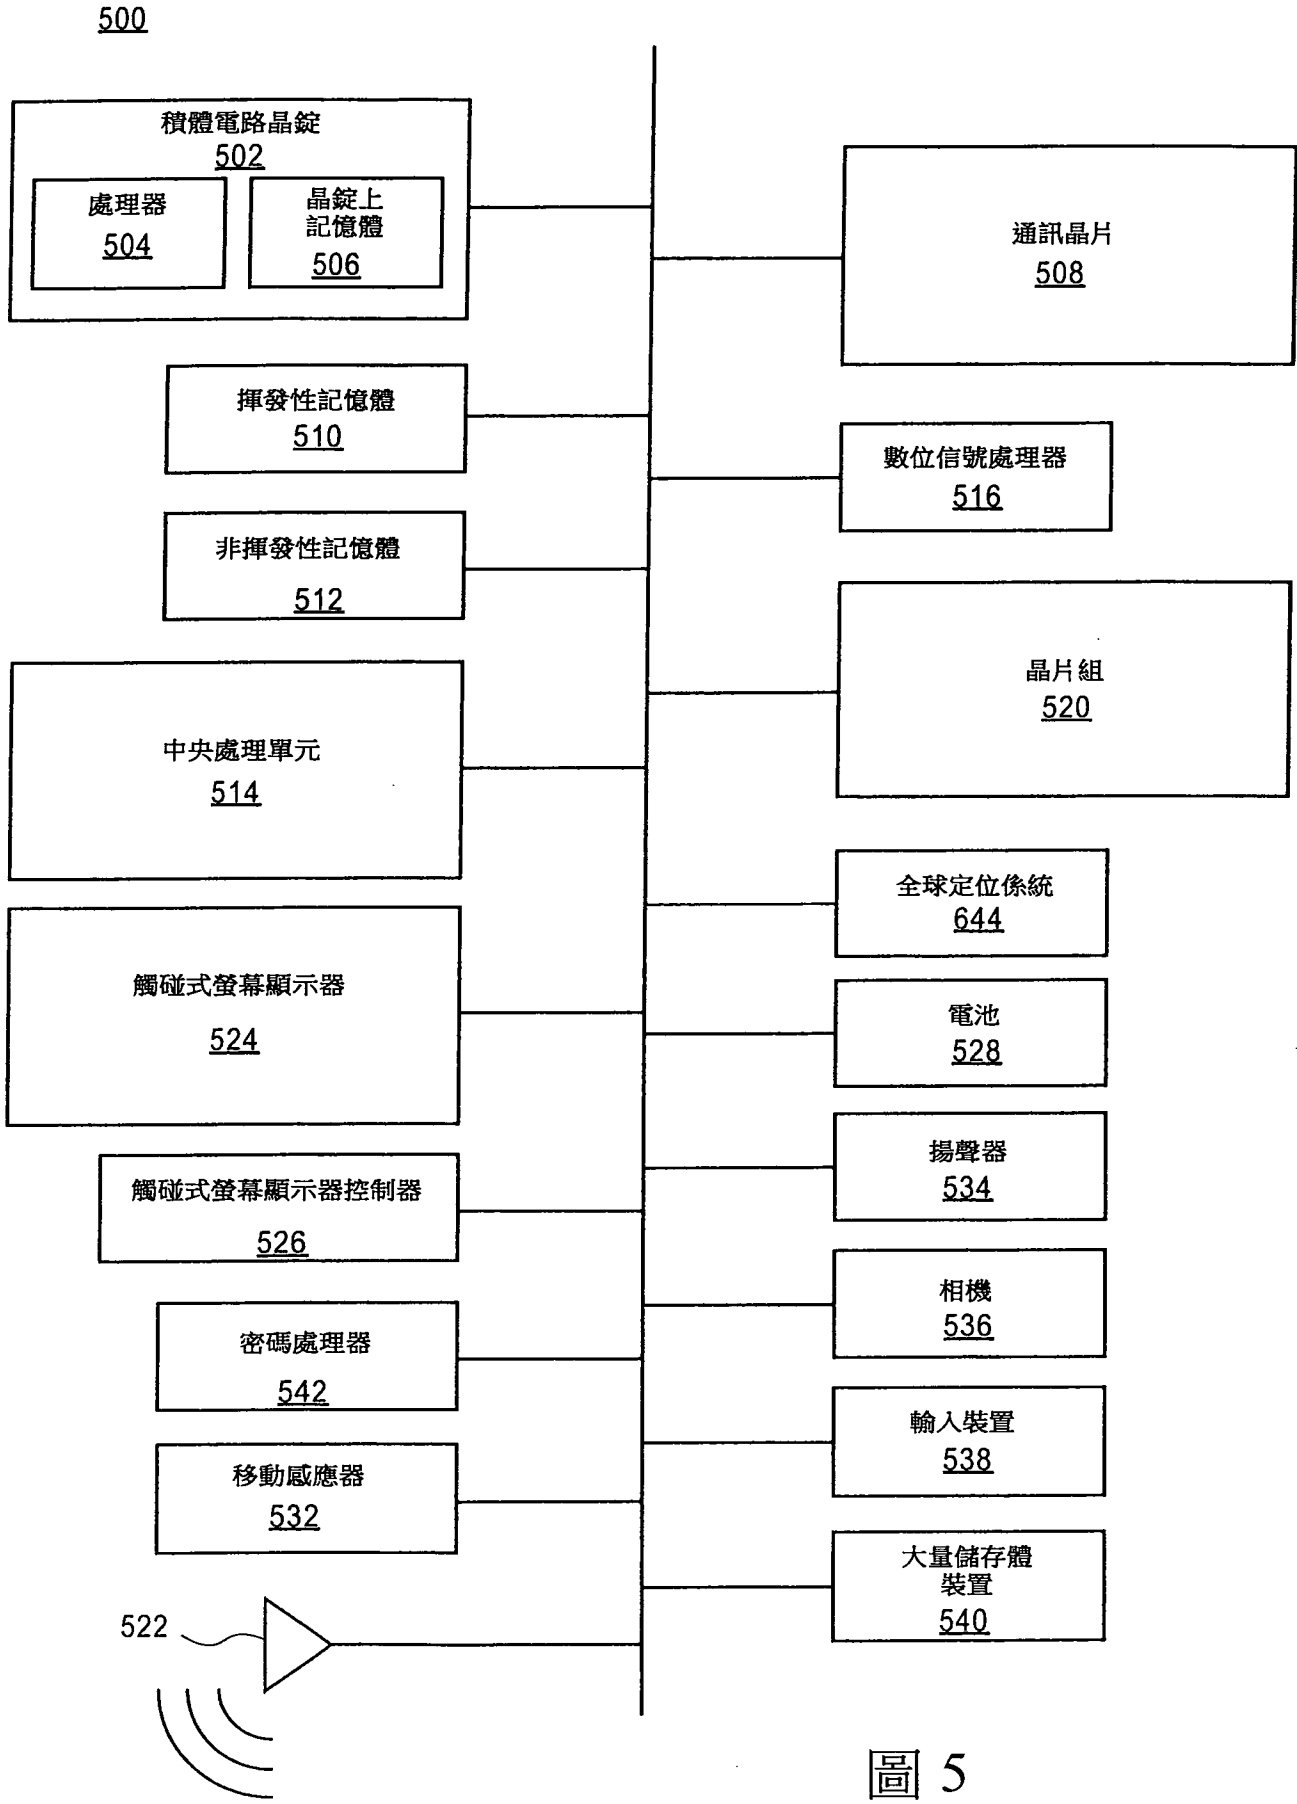 500
積體電路晶錠
502
處理器
504
晶錠上
記憶體
506
揮發性記憶體
510
非揮發性記憶體
512
中央處理單元
514
觸碰式螢幕顯示器
524
觸碰式螢幕顯示器控制器
526
密碼處理器
542
移動感應器
532
522
通訊晶片
508
數位信號處理器
516
晶片組
520
全球定位係統
644
電池
528
揚聲器
534
相機
536
輸入裝置
538
大量儲存體
裝置
540
圖 5